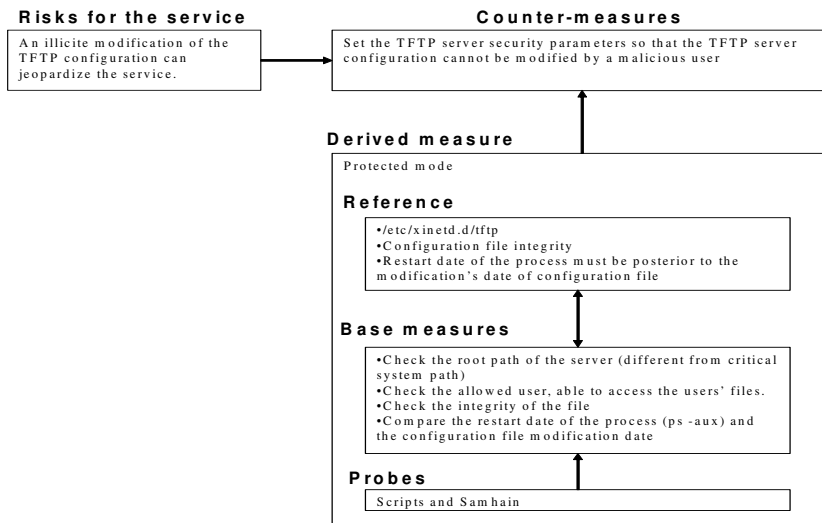 Risks for the service
An illicit modification of the
TFTP configuration can
jeopardize the service.
Counter-measures
Set the TFTP server security parameters so that the TFTP server
configuration cannot be modified by a malicious user
Derived measure
Protected mode
Reference
•/etc/xinetd.d/tftp
•Configuration file integrity
•Restart date of the process must be posterior to the
modification's date of configuration file
Base measures
•Check the root path of the server (different from critical
system path)
•Check the allowed user, able to access the users' files.
•Check the integrity of the file
•Compare the restart date of the process (ps -aux) and
the configuration file modification date
Probes
Scripts and Samhain